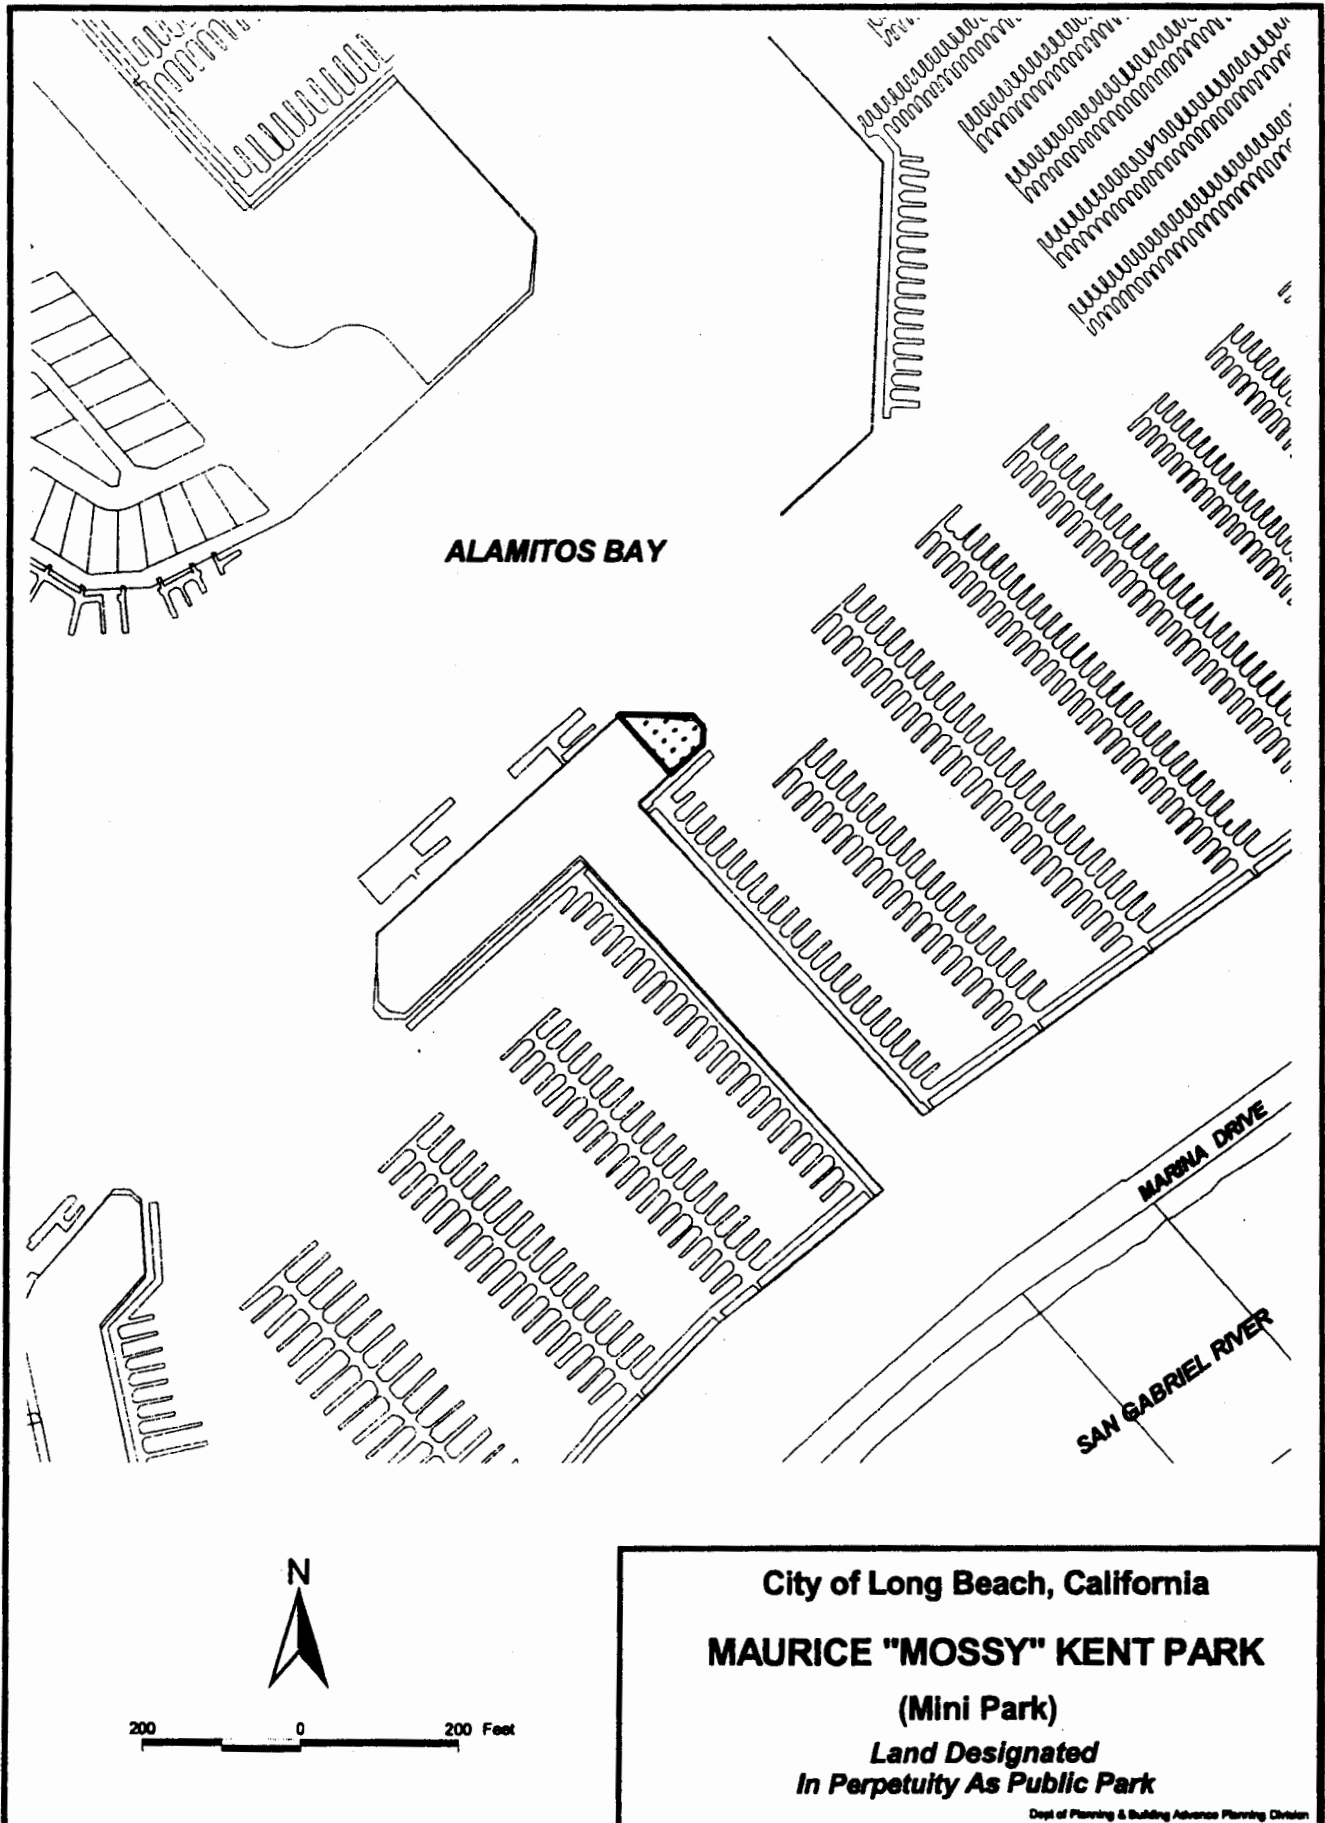 ALAMITOS BAY
MARINA DRIVE
SAN GABRIEL RIVER
N
200 0 200 Feet
City of Long Beach, California
MAURICE "MOSSY" KENT PARK
(Mini Park)
Land Designated
In Perpetuity As Public Park
Dept of Planning & Building Advance Planning Division